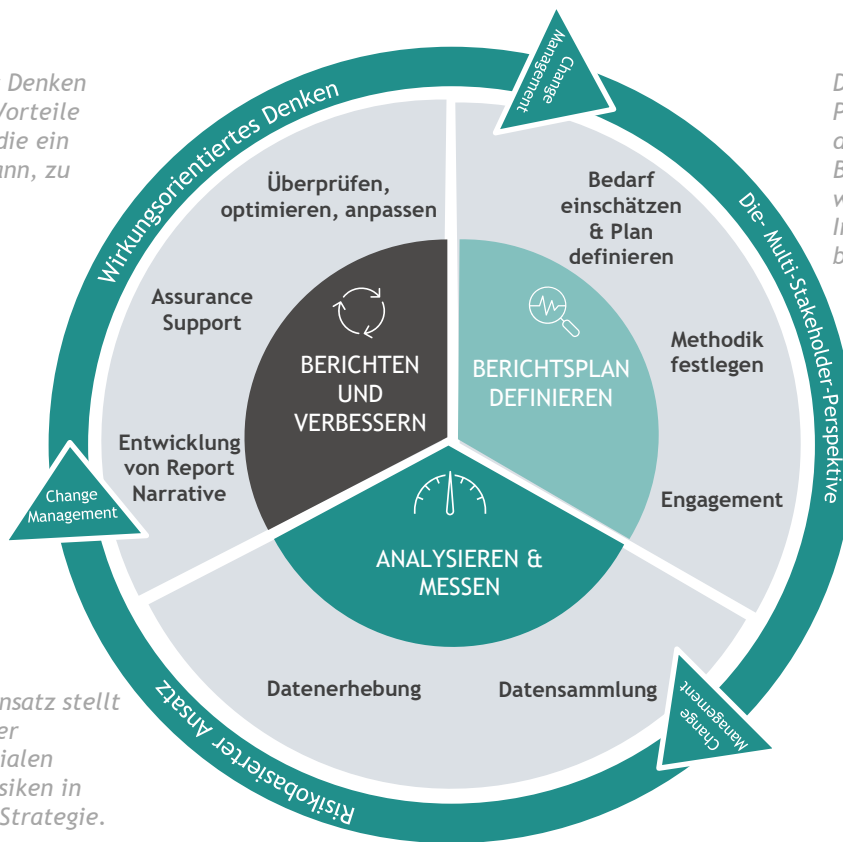 Denken
Vorteile
die ein
zu
Wirkungsorientiertes Denken
Change
Management
Die- Multi-Stakeholder-Perspektive
Überprüfen,
optimieren, anpassen
Assurance
Support
Entwicklung
von Report
Narrative
BERICHTEN
UND
VERBESSERN
Bedarf
einschätzen
& Plan
definieren
Methodik
festlegen
Engagement
BERICHTSPLAN
DEFINIEREN
Change
Management
ANALYSIEREN &
MESSEN
Datenerhebung
Datensammlung
Change
Management
Risikobasierter Ansatz
nsatz stellt
er
ialen
siken in
Strategie.